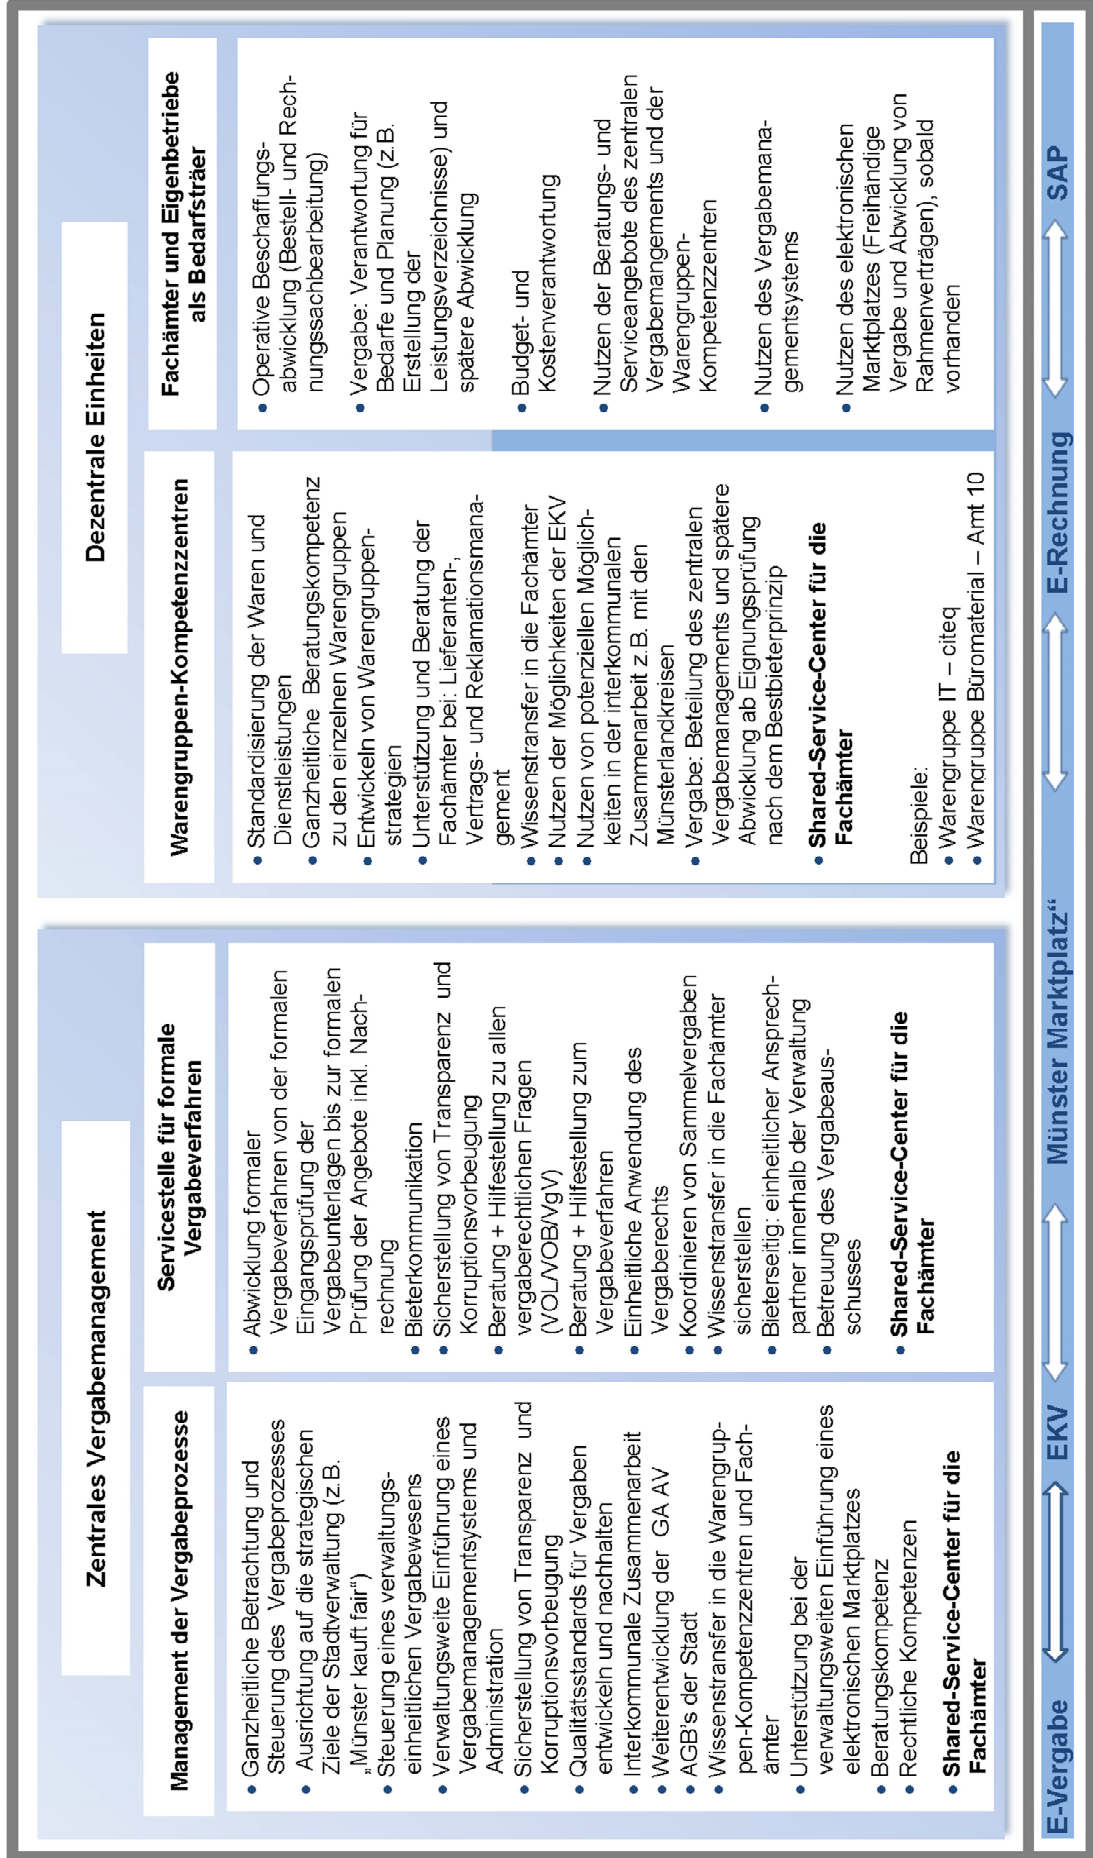 Zentrales Vergabemanagement
Management der Vergabeprozesse
• Ganzheitliche Betrachtung und
Steuerung des Vergabeprozesses
• Ausrichtung auf die strategischen
Ziele der Stadtverwaltung (z.B.
„Münster kauft fair“)
• Steuerung eines verwaltungs-
einheitlichen Vergabewesens
• Verwaltungsweite Einführung eines
Vergabemanagementsystems und
Administration
• Sicherstellung von Transparenz und
Korruptionsvorbeugung
• Qualitätsstandards für Vergaben
entwickeln und nachhalten
• Interkommunale Zusammenarbeit
• Weiterentwicklung der GA AV
• AGB's der Stadt
• Wissenstransfer in die Warengrup-
pen-Kompetenzzentren und Fach-
ämter
• Unterstützung bei der
verwaltungsweiten Einführung eines
elektronischen Marktplatzes
• Beratungskompetenz
• Rechtliche Kompetenzen
• Shared-Service-Center für die
Fachämter
Servicestelle für formale
Vergabeverfahren
• Abwicklung formaler
Vergabeverfahren von der formalen
Eingangsprüfung der
Vergabeunterlagen bis zur formalen
Prüfung der Angebote inkl. Nach-
rechnung
• Bieterkommunikation
• Sicherstellung von Transparenz und
Korruptionsvorbeugung
• Beratung + Hilfestellung zu allen
vergaberechtlichen Fragen
(VOL/VOB/VgV)
• Beratung + Hilfestellung zum
Vergabeverfahren
• Einheitliche Anwendung des
Vergaberechts
• Koordinieren von Sammelvergaben
• Wissenstransfer in die Fachämter
sicherstellen
• Bieterseitig: einheitlicher Ansprech-
partner innerhalb der Verwaltung
• Betreuung des Vergabeaus-
schusses
• Shared-Service-Center für die
Fachämter
Dezentrale Einheiten
Warengruppen-Kompetenzzentren
• Standardisierung der Waren und
Dienstleistungen
• Ganzheitliche Beratungskompetenz
zu den einzelnen Warengruppen
• Entwickeln von Warengruppen-
strategien
• Unterstützung und Beratung der
Fachämter bei: Lieferanten-,
Vertrags- und Reklamationsmana-
gement
• Wissenstransfer in die Fachämter
• Nutzen der Möglichkeiten der EKV
• Nutzen von potenziellen Möglich-
keiten in der interkommunalen
Zusammenarbeit z.B. mit den
Münsterlandkreisen
• Vergabe: Beteilung des zentralen
Vergabemanagements und spätere
Abwicklung ab Eignungsprüfung
nach dem Bestbieterprinzip
• Shared-Service-Center für die
Fachämter
Beispiele:
• Warengruppe IT – citeq
• Warengruppe Büromaterial – Amt 10
Fachämter und Eigenbetriebe
als Bedarfsträer
• Operative Beschaffungs-
abwicklung (Bestell- und Rech-
nungssachbearbeitung)
• Vergabe: Verantwortung für
Bedarfe und Planung (z.B.
Erstellung der
Leistungsverzeichnisse) und
spätere Abwicklung
• Budget- und
Kostenverantwortung
• Nutzen der Beratungs- und
Serviceangebote des zentralen
Vergabemangements und der
Warengruppen-
Kompetenzzentren
• Nutzen des Vergabemana-
gementsystems
• Nutzen des elektronischen
Marktplatzes (Freihändige
Vergabe und Abwicklung von
Rahmenverträgen), sobald
vorhanden
E-Vergabe EKV Münster Marktplatz“ E-Rechnung SAP